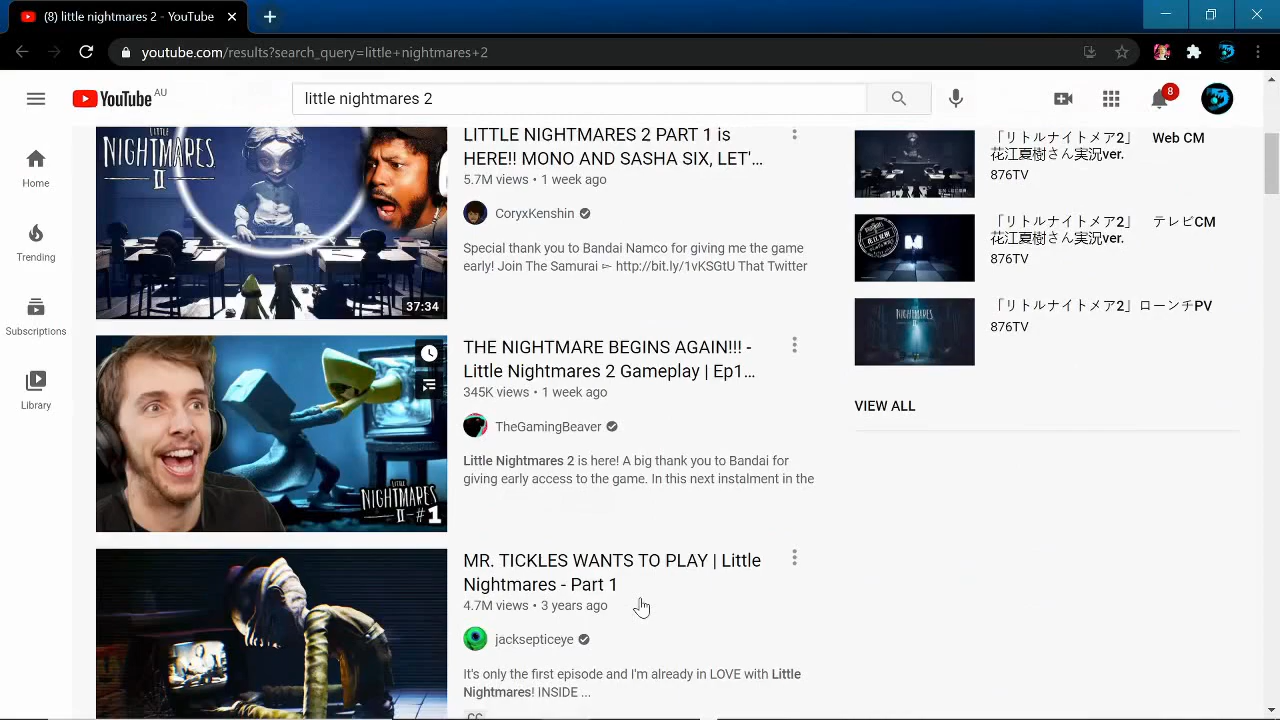 (8) little nightmares 2 - YouTube
youtube.com/results?search_query=little+nightmares+2
YouTube AU
little nightmares 2
8
Home
Trending
Subscriptions
Library
LITTLE NIGHTMARES II
37:34
LITTLE NIGHTMARES 2 PART 1 is
HERE!! MONO AND SASHA SIX, LET'...
5.7M views • 1 week ago
CoryxKenshin
Special thank you to Bandai Namco for giving me the game
early! Join The Samurai ► http://bit.ly/1vKSGtU That Twitter
LITTLE NIGHTMARES II -#1
THE NIGHTMARE BEGINS AGAIN!!! -
Little Nightmares 2 Gameplay | Ep1...
345K views • 1 week ago
TheGamingBeaver
Little Nightmares 2 is here! A big thank you to Bandai for
giving early access to the game. In this next instalment in the
MR. TICKLES WANTS TO PLAY | Little
Nightmares - Part 1
4.7M views • 3 years ago
jacksepticeye
It's only the first episode and I'm already in LOVE with Little
Nightmares! INSIDE ...
CC
「リトルナイトメア2」 Web CM
花江夏樹さん実況ver.
876TV
「リトルナイトメア2」 テレビCM
花江夏樹さん実況ver.
876TV
「リトルナイトメア2」ローンチPV
876TV
VIEW ALL